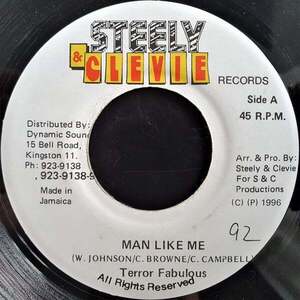 STEELY
& CLEVIE
RECORDS
Side A
45 R.P.M.
Distributed By:
Dynamic Sound
15 Bell Road,
Kingston 11.
Ph: 923-9138
, 923-9138-9
Made in
Jamaica
Arr. & Pro. By:
Steely & Clevie
For S & C
Productions
(C) (P) 1996
92
MAN LIKE ME
(W. JOHNSON/C. BROWNE/C. CAMPBELL)
Terror Fabulous
All Rights Reserved